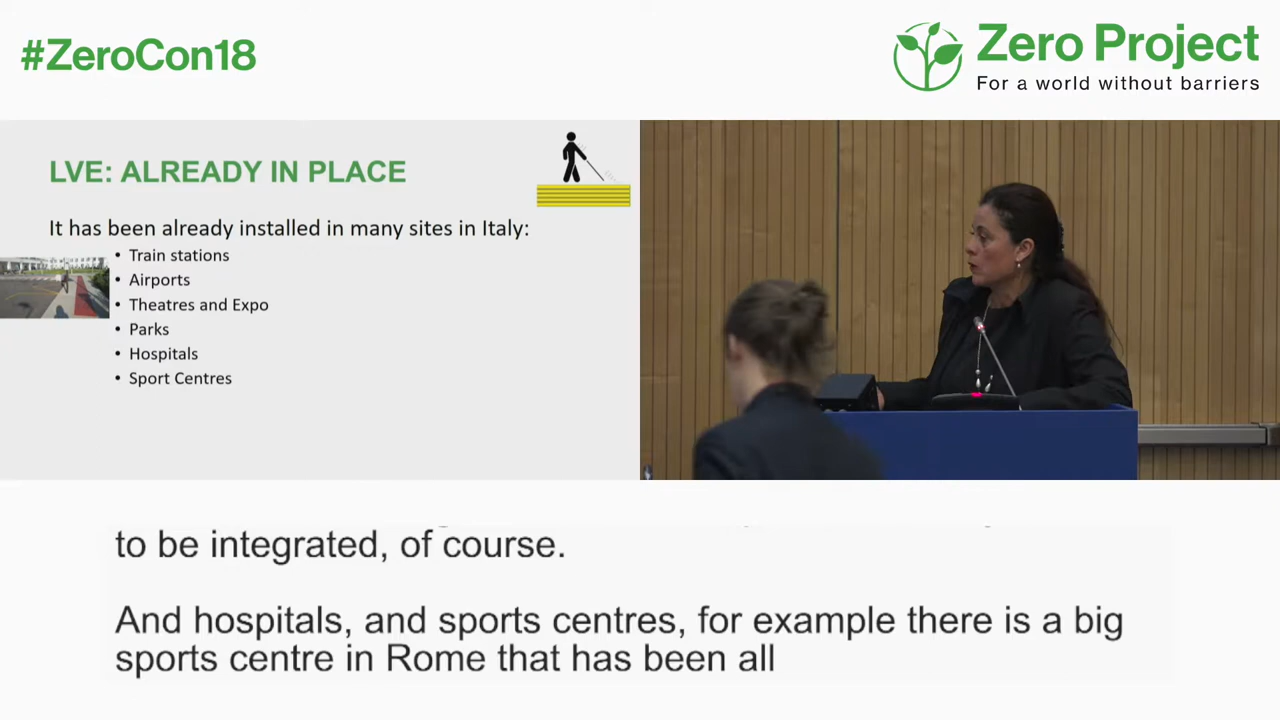 #ZeroCon18
Zero Project
For a world without barriers
LVE: ALREADY IN PLACE
It has been already installed in many sites in Italy:
• Train stations
• Airports
• Theatres and Expo
• Parks
• Hospitals
• Sport Centres
to be integrated, of course.
And hospitals, and sports centres, for example there is a big
sports centre in Rome that has been all